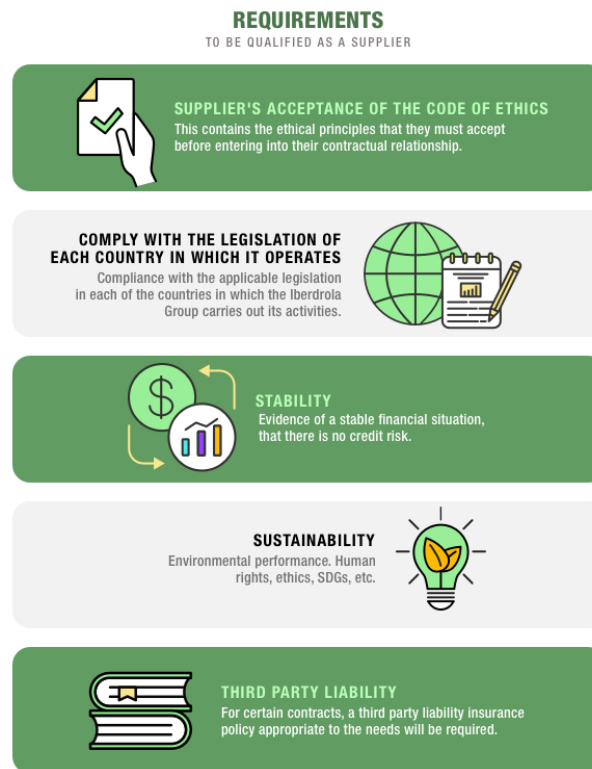 REQUIREMENTS
TO BE QUALIFIED AS A SUPPLIER
SUPPLIER'S ACCEPTANCE OF THE CODE OF ETHICS
This contains the ethical principles that they must accept
before entering into their contractual relationship.
COMPLY WITH THE LEGISLATION OF
EACH COUNTRY IN WHICH IT OPERATES
Compliance with the applicable legislation
in each of the countries in which the Iberdrola
Group carries out its activities.
STABILITY
Evidence of a stable financial situation,
that there is no credit risk.
SUSTAINABILITY
Environmental performance. Human
rights, ethics, SDGs, etc.
THIRD PARTY LIABILITY
For certain contracts, a third party liability insurance
policy appropriate to the needs will be required.